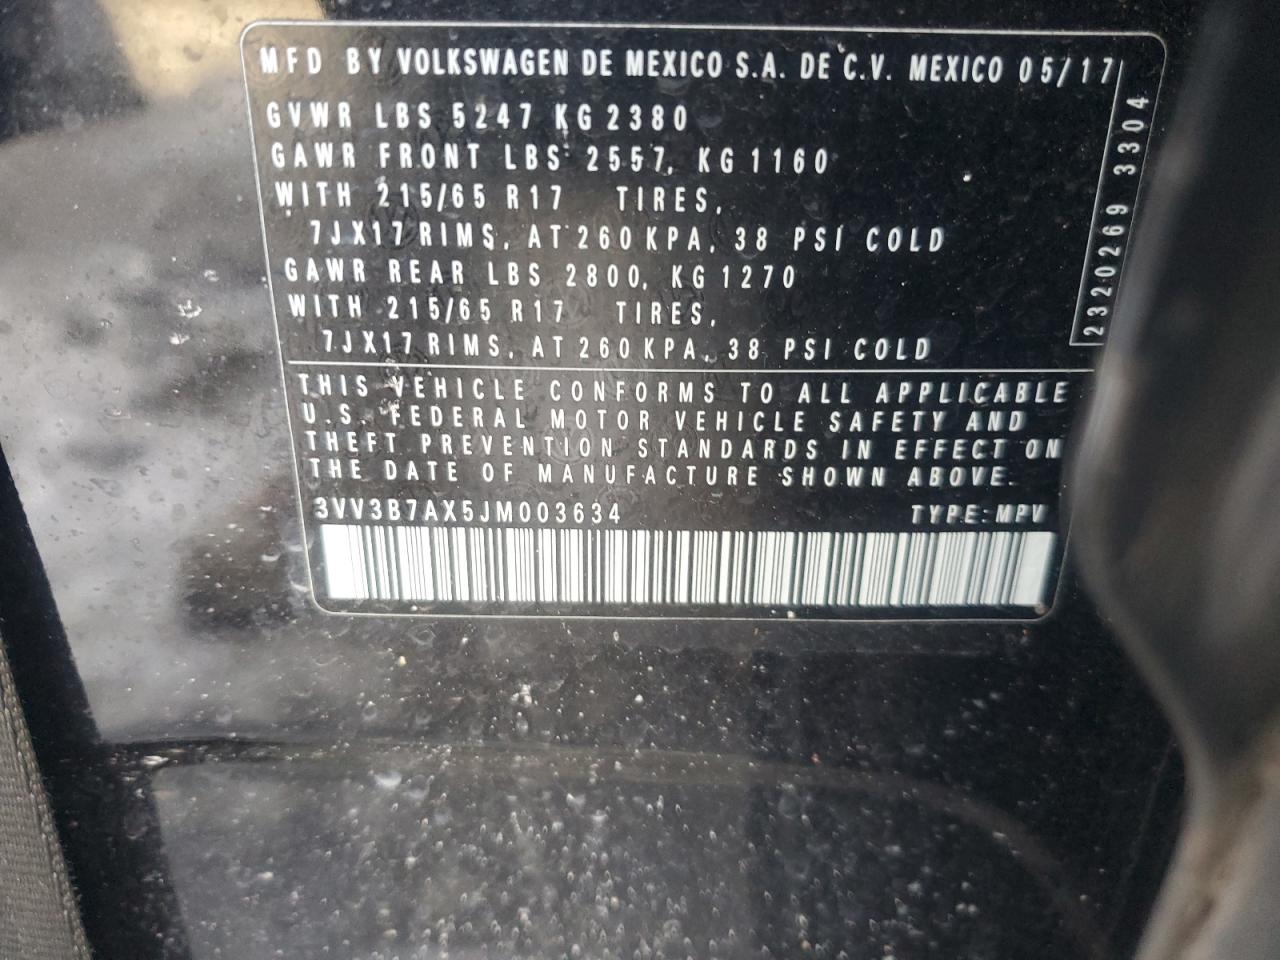 MFD BY VOLKSWAGEN DE MEXICO S.A. DE C.V. MEXICO 05/17
GVWR LBS 5247 KG 2380
GAWR FRONT LBS 2557, KG 1160
WITH 215/65 R17 TIRES,
7JX17 RIMS, AT 260 KPA, 38 PSI COLD
GAWR REAR LBS 2800, KG 1270
WITH 215/65 R17 TIRES,
7JX17 RIMS, AT 260 KPA, 38 PSI COLD
2320269 3304
THIS VEHICLE CONFORMS TO ALL APPLICABLE
U.S. FEDERAL MOTOR VEHICLE SAFETY AND
THEFT PREVENTION STANDARDS IN EFFECT ON
THE DATE OF MANUFACTURE SHOWN ABOVE.
3VV3B7AX5JM003634 TYPE: MPV